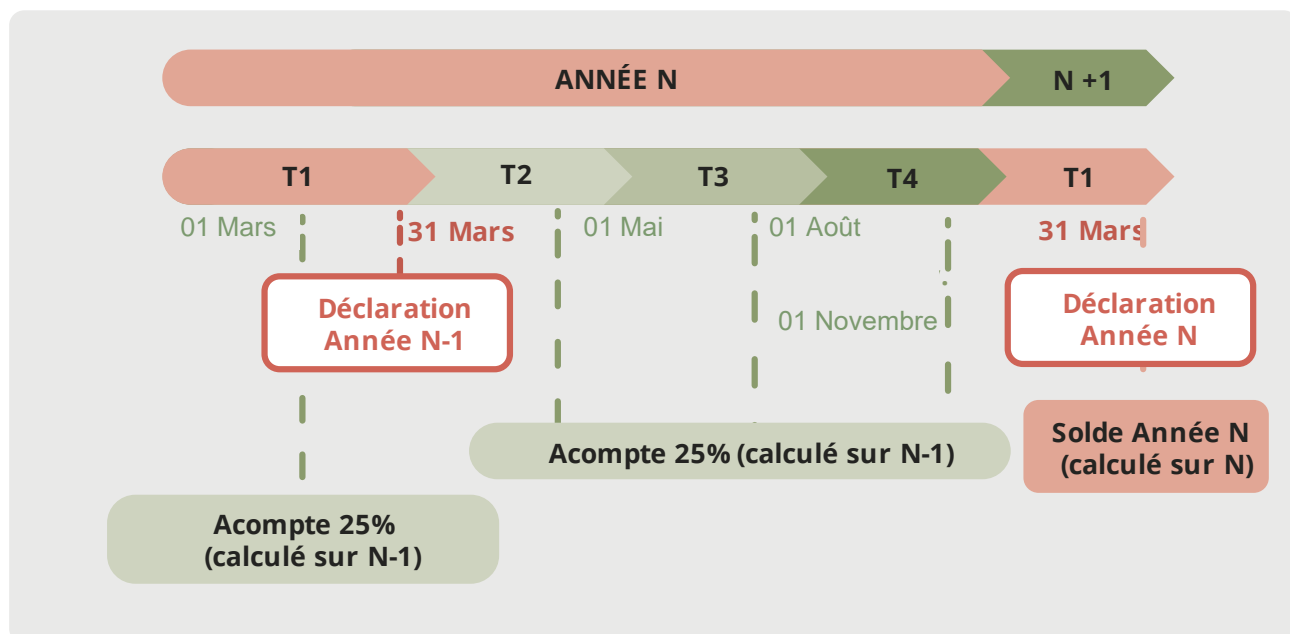 ANNÉE N
N +1
T1
T2
T3
T4
T1
01 Mars
31 Mars
01 Mai
01 Août
31 Mars
Déclaration
Année N-1
01 Novembre
Déclaration
Année N
Acompte 25% (calculé sur N-1)
Solde Année N
(calculé sur N)
Acompte 25%
(calculé sur N-1)